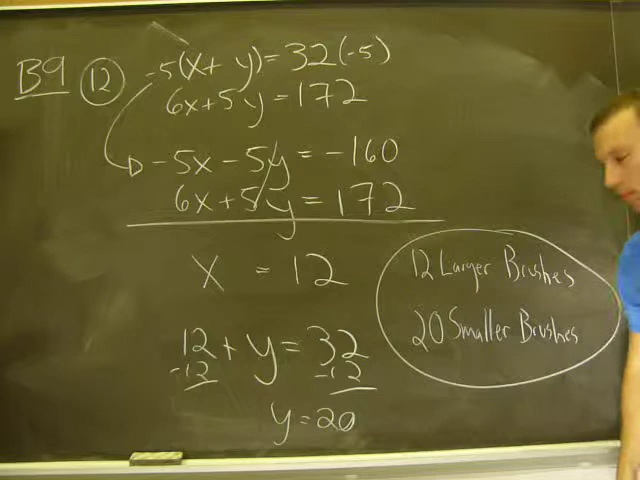 B9 12 -5(x + y) = 32(-5)
6x + 5y = 172
-5x - 5y = -160
6x + 5y = 172
x = 12
12 Larger Brushes
20 Smaller Brushes
12 + y = 32
-12 -12
y = 20